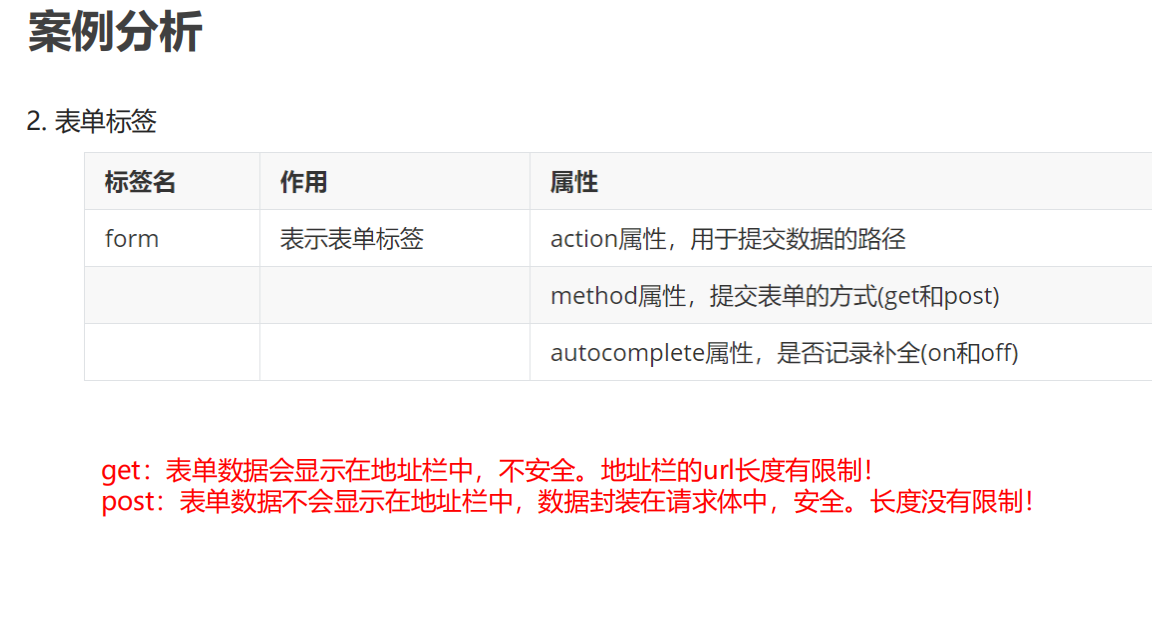 案例分析
2. 表单标签
标签名 作用 属性
form 表示表单标签 action属性，用于提交数据的路径
method属性，提交表单的方式(get和post)
autocomplete属性，是否记录补全(on和off)
get：表单数据会显示在地址栏中，不安全。地址栏的url长度有限制！
post：表单数据不会显示在地址栏中，数据封装在请求体中，安全。长度没有限制！